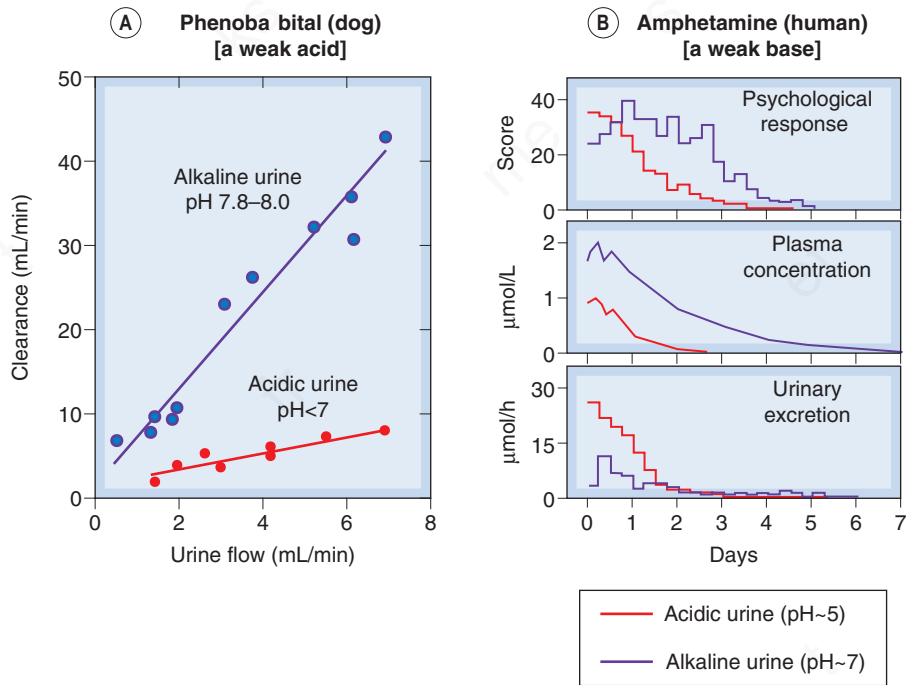 A Phenoba bital (dog)
[a weak acid]
50
40
30
20
10
0
Clearance (mL/min)
Alkaline urine
pH 7.8–8.0
Acidic urine
pH<7
0 2 4 6 8
Urine flow (mL/min)
B Amphetamine (human)
[a weak base]
Psychological
response
40
20
0
Score
Plasma
concentration
2
1
0
µmol/L
Urinary
excretion
30
15
0
µmol/h
0 1 2 3 4 5 6 7
Days
Acidic urine (pH~5)
Alkaline urine (pH~7)